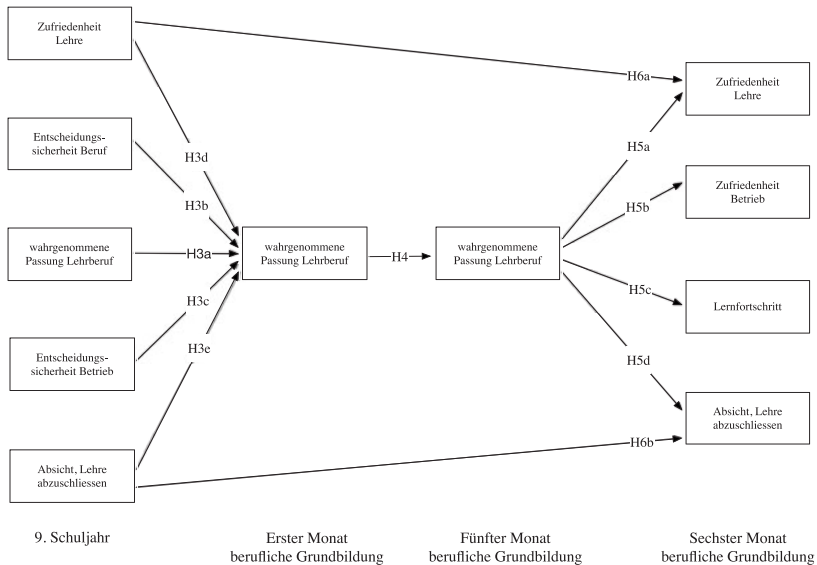 Zufriedenheit
Lehre
H6a
Zufriedenheit
Lehre
Entscheidungs-
sicherheit Beruf
H3d
H5a
H3b
Zufriedenheit
Betrieb
H5b
wahrgenommene
Passung Lehrberuf
H3a
wahrgenommene
Passung Lehrberuf
H4
wahrgenommene
Passung Lehrberuf
H3c
H5c
Lernfortschritt
Entscheidungs-
sicherheit Betrieb
H3e
H5d
Absicht, Lehre
abzuschliessen
H6b
Absicht, Lehre
abzuschliessen
9. Schuljahr
Erster Monat
berufliche Grundbildung
Fünfter Monat
berufliche Grundbildung
Sechster Monat
berufliche Grundbildung